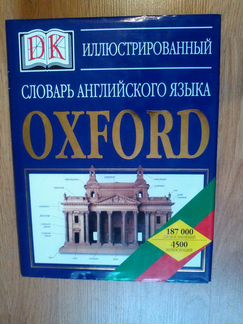 DK
ИЛЛЮСТРИРОВАННЫЙ
СЛОВАРЬ АНГЛИЙСКОГО ЯЗЫКА
OXFORD
187 000
4500